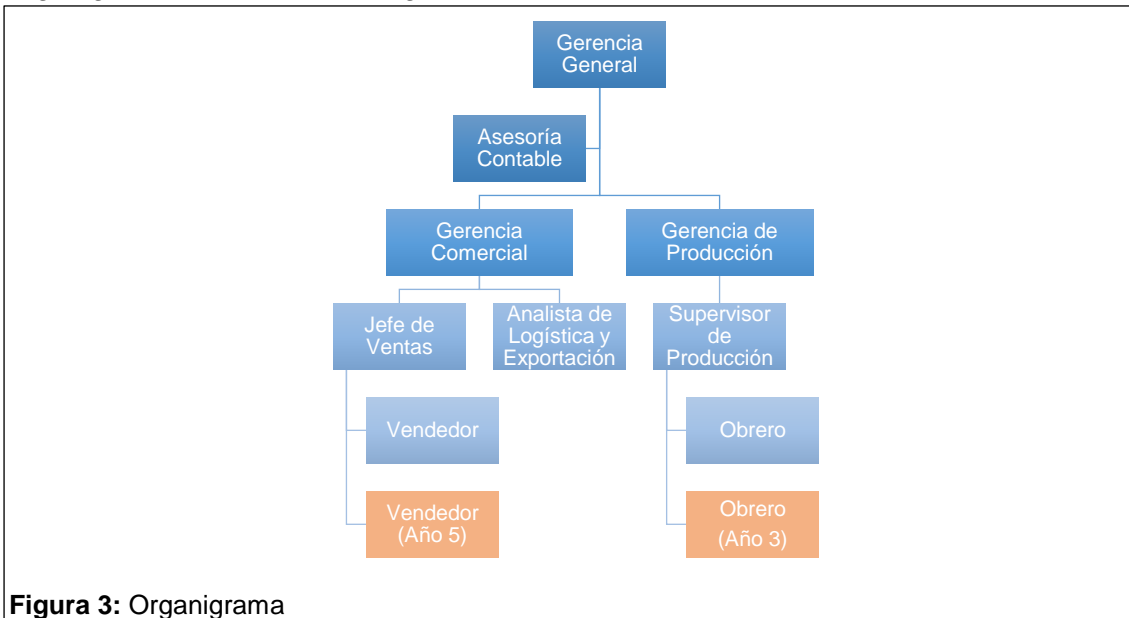 Gerencia
General
Asesoría
Contable
Gerencia
Comercial
Gerencia de
Producción
Jefe de
Ventas
Analista de
Logística y
Exportación
Supervisor
de
Producción
Vendedor
Obrero
Vendedor
(Año 5)
Obrero
(Año 3)
Figura 3: Organigrama